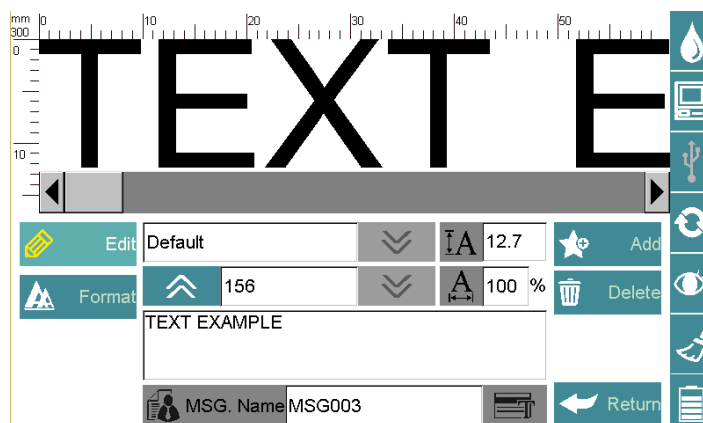 mm
300
0 10 20 30 40 50
TEXT E
10
Edit Default A 12.7 Add
Format 156 A 100 % Delete
TEXT EXAMPLE
MSG. Name MSG003 Return